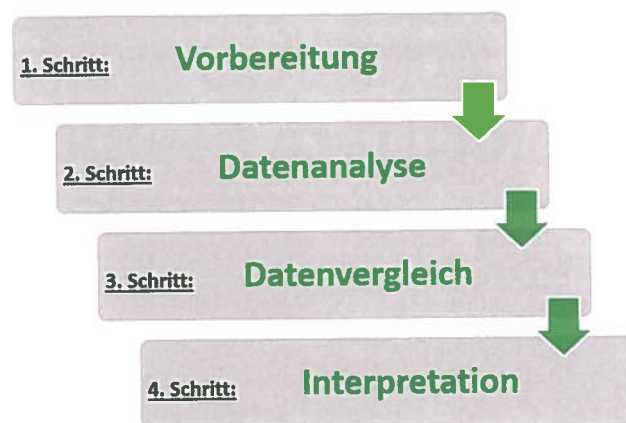 1. Schritt: Vorbereitung
2. Schritt: Datenanalyse
3. Schritt: Datenvergleich
4. Schritt: Interpretation